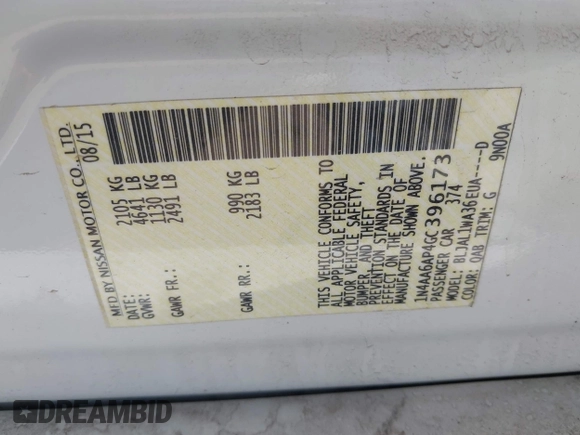 MFD BY NISSAN MOTOR CO., LTD.
DATE: 08/15
GVWR: 2105 KG
4641 LB
GAWR FR.: 1130 KG
2491 LB
GAWR RR.: 990 KG
2183 LB
THIS VEHICLE CONFORMS TO
ALL APPLICABLE FEDERAL
MOTOR VEHICLE SAFETY,
BUMPER, AND THEFT
PREVENTION STANDARDS IN
EFFECT ON THE DATE OF
MANUFACTURE SHOWN ABOVE.
1N4AA6AP4GC396173
PASSENGER CAR 374
MODEL: BLJALIWA36EUA----D
COLOR: QAB TRIM: G 9N00A
DREAMBID